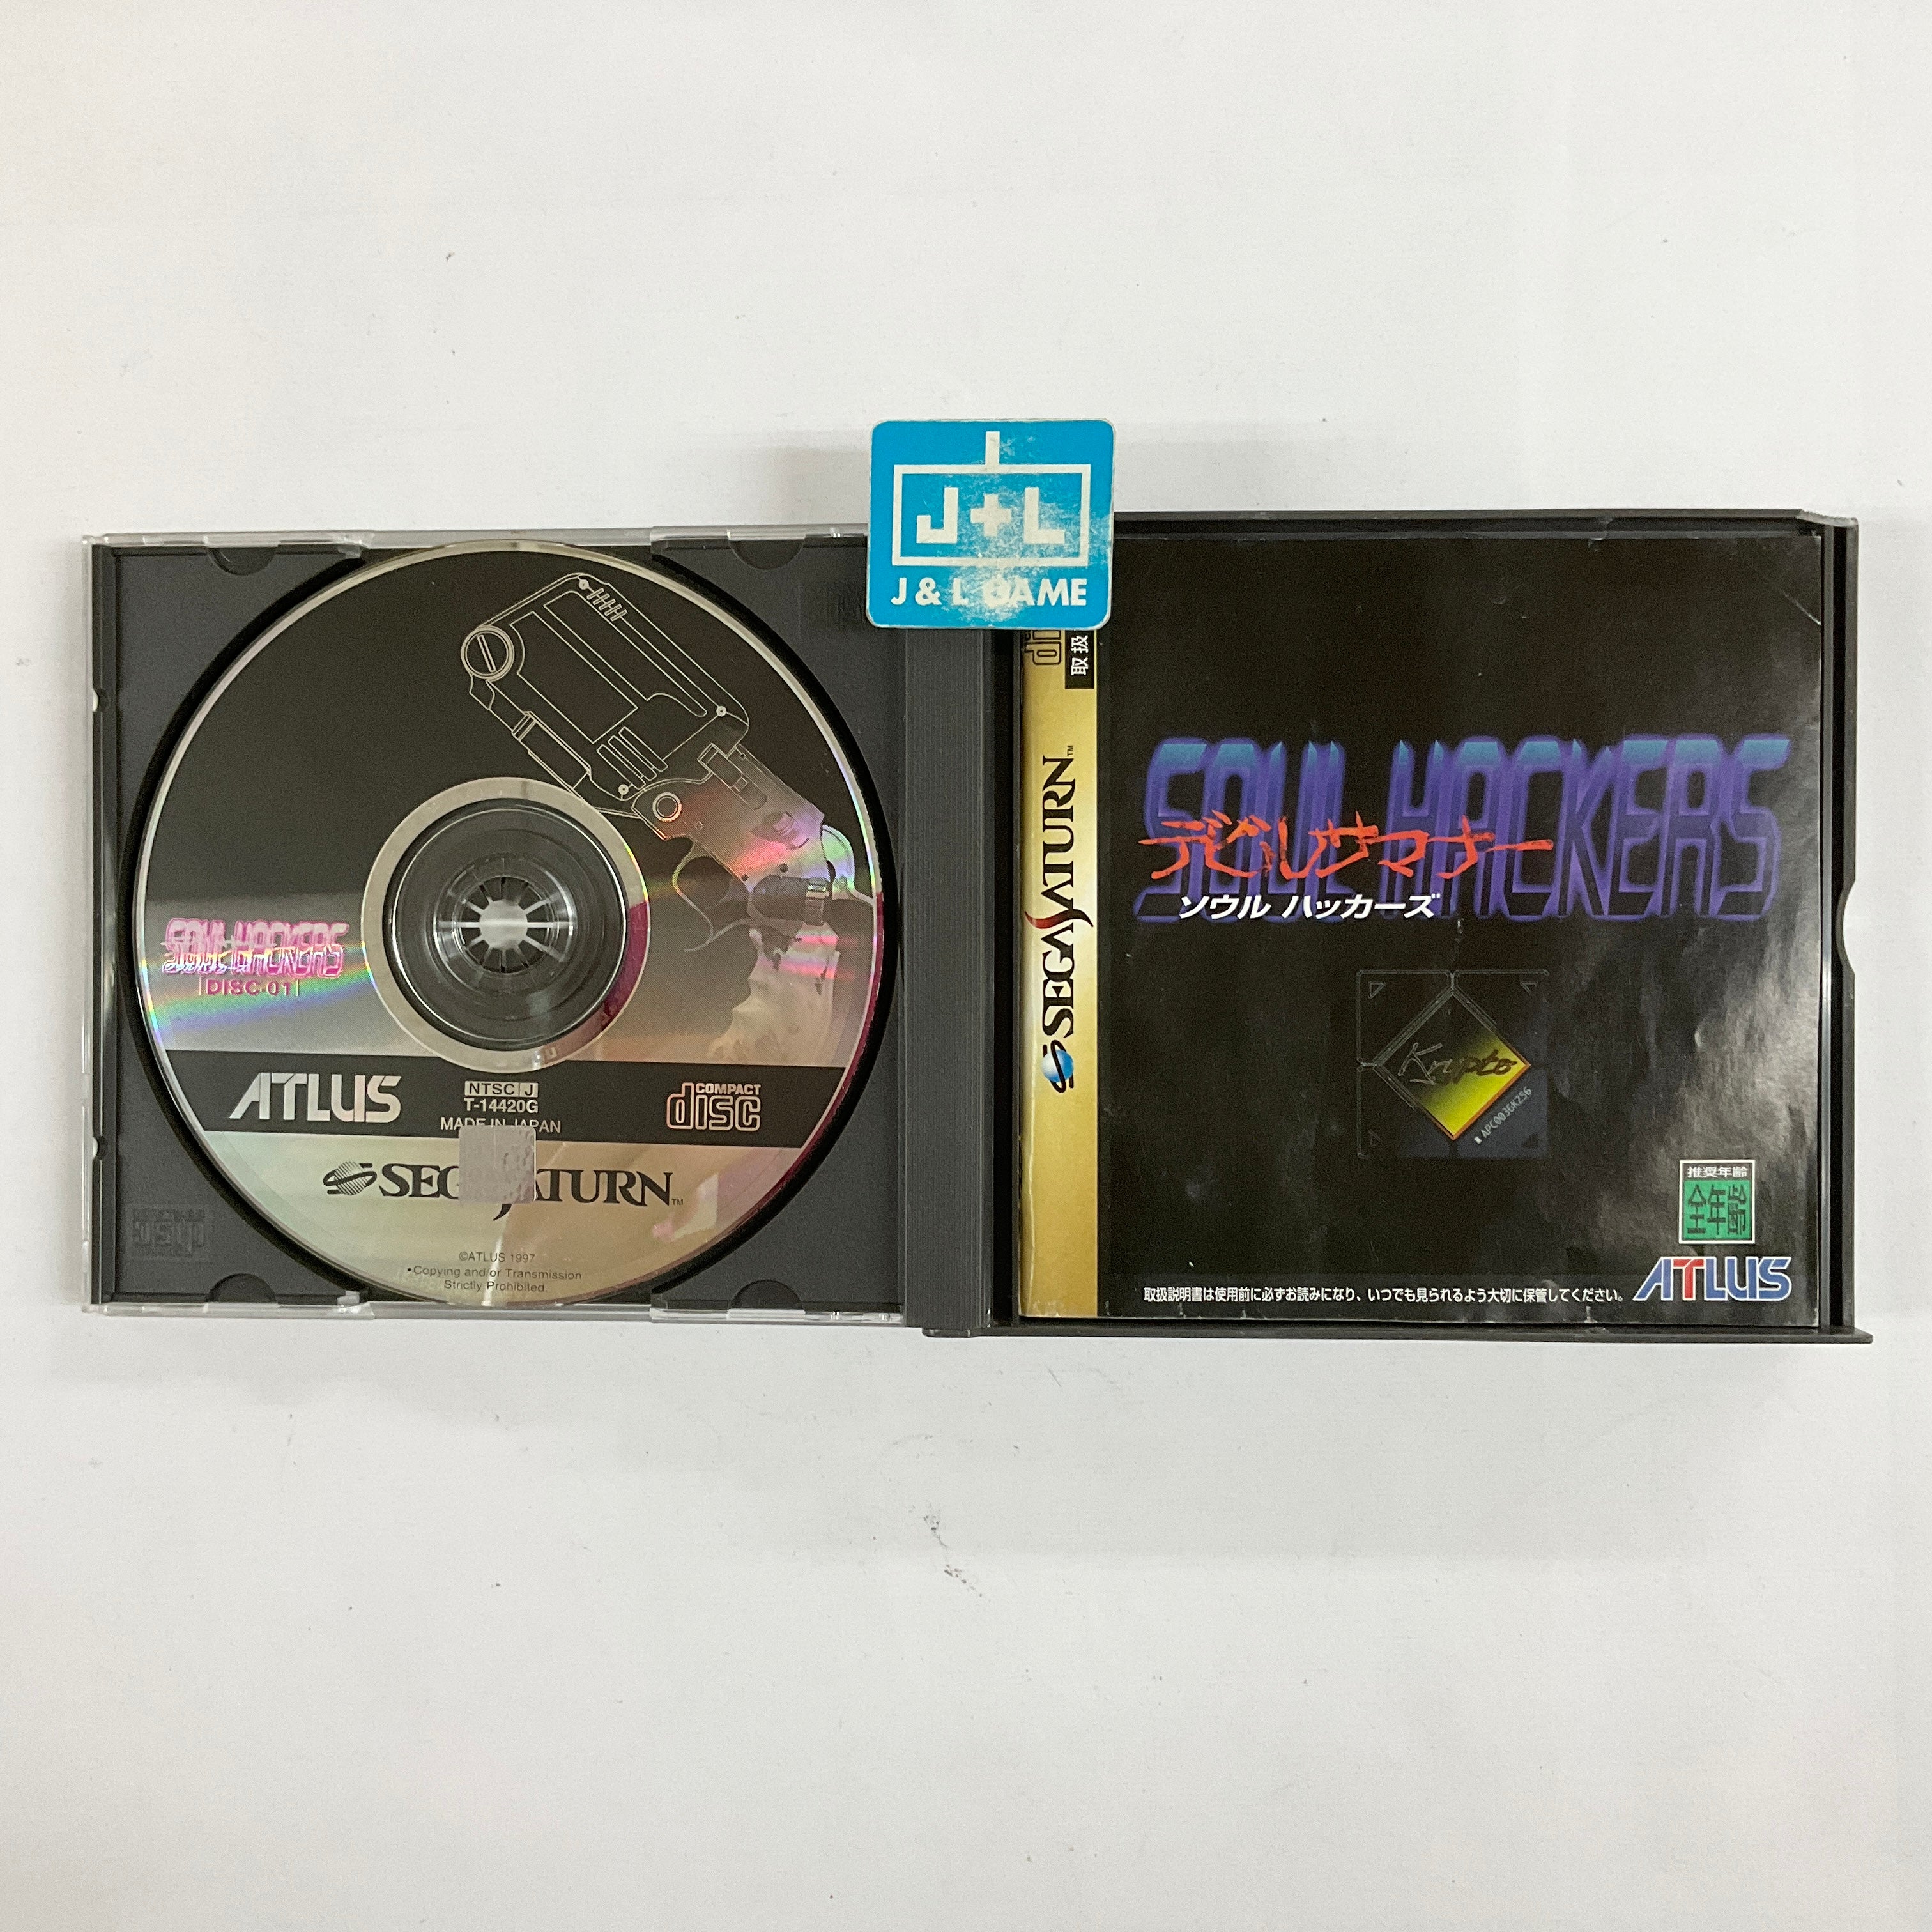 J+L
J & L GAME
SOUL HACKERS
DISC-01
ATLUS
NTSC J
T-14420G
MADE IN JAPAN
COMPACT
disc
SEGA SATURN™
©ATLUS 1997
•Copying and/or Transmission
Strictly Prohibited.
取扱
SEGA SATURN™
SOUL HACKERS
デビルサマナー
ソウル ハッカーズ
Krypto
APC0036K256
推奨年齢
全年齢
ATLUS
取扱説明書は使用前に必ずお読みになり、いつでも見られるよう大切に保管してください。